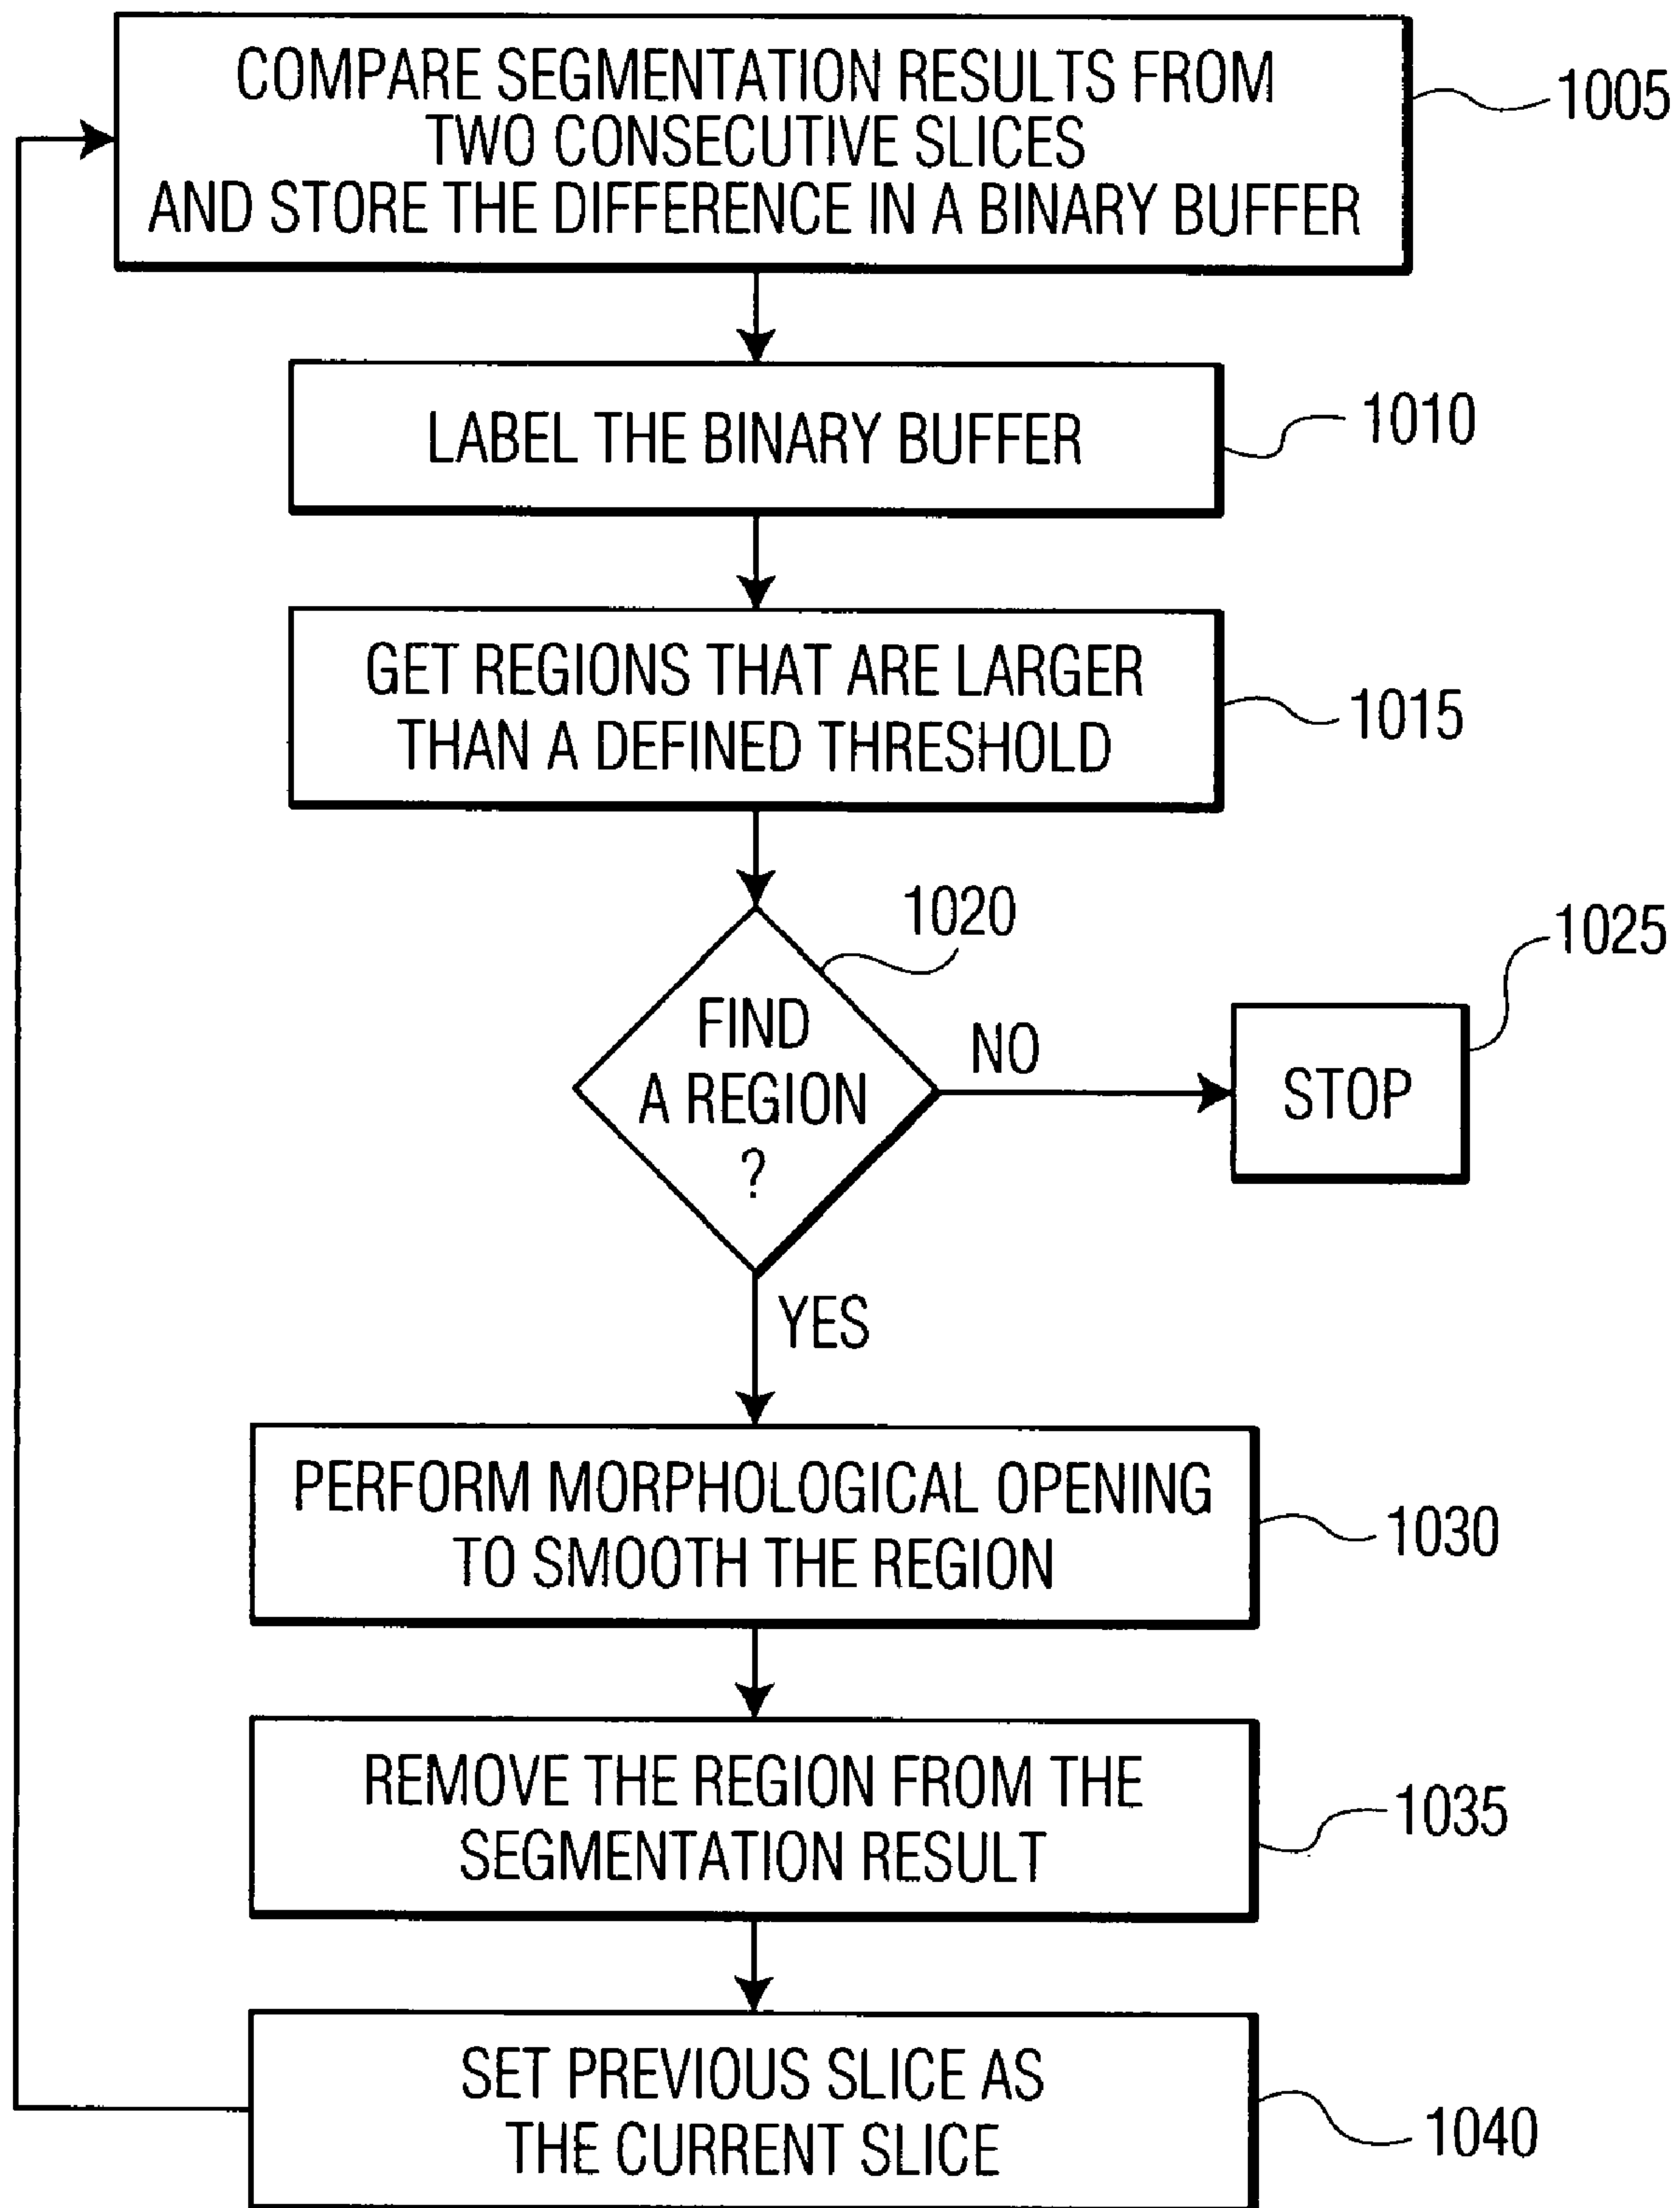 COMPARE SEGMENTATION RESULTS FROM
TWO CONSECUTIVE SLICES
AND STORE THE DIFFERENCE IN A BINARY BUFFER
1005
LABEL THE BINARY BUFFER
1010
GET REGIONS THAT ARE LARGER
THAN A DEFINED THRESHOLD
1015
1020
FIND
A REGION
?
NO
1025
STOP
YES
PERFORM MORPHOLOGICAL OPENING
TO SMOOTH THE REGION
1030
REMOVE THE REGION FROM THE
SEGMENTATION RESULT
1035
SET PREVIOUS SLICE AS
THE CURRENT SLICE
1040